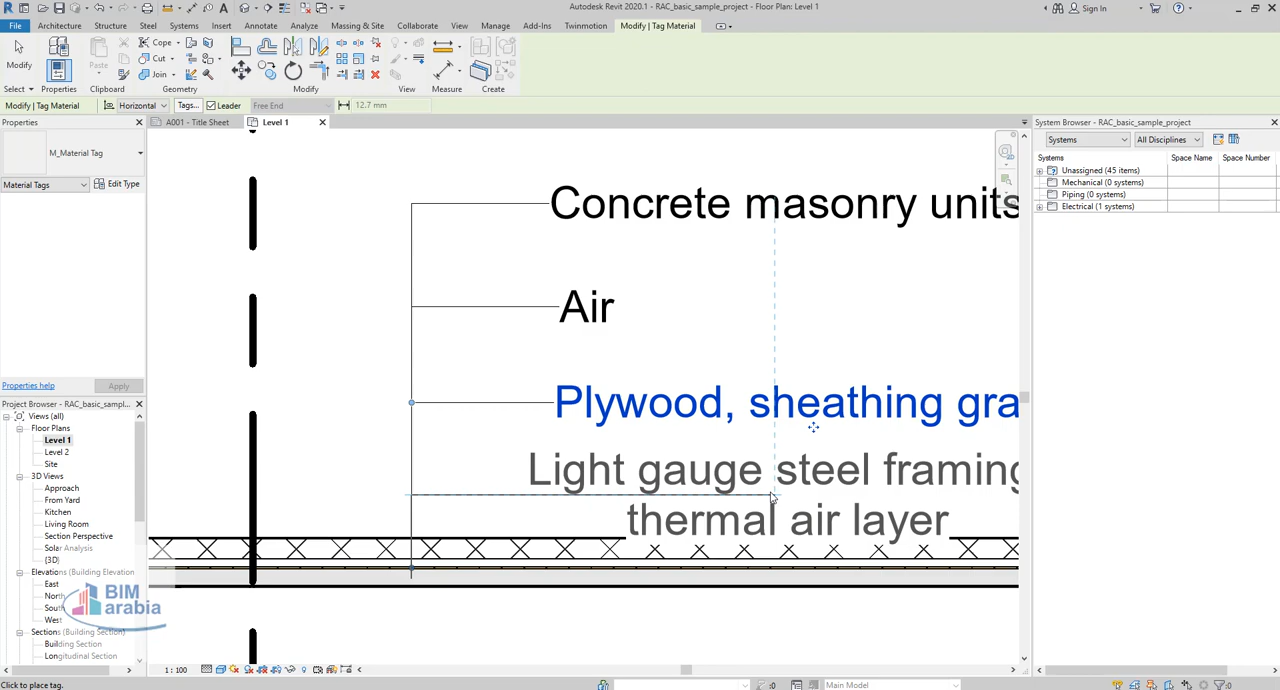 Autodesk Revit 2020.1 - RAC_basic_sample_project - Floor Plan: Level 1
Sign In
File Architecture Structure Steel Systems Insert Annotate Analyze Massing & Site Collaborate View Manage Add-Ins Twinmotion Modify | Tag Material
Modify
Paste
Cope
Cut
Join
Select Properties Clipboard Geometry Modify View Measure Create
Modify | Tag Material Horizontal Tags... Leader Free End 12.7 mm
Properties
M_Material Tag
Material Tags Edit Type
Properties help Apply
Project Browser - RAC_basic_sampl...
Views (all)
Floor Plans
Level 1
Level 2
Site
3D Views
Approach
From Yard
Kitchen
Living Room
Section Perspective
Solar Analysis
{3D}
Elevations (Building Elevation
East
North
South
West
Sections (Building Section)
Building Section
Longitudinal Section
BIM
arabia
A001 - Title Sheet Level 1
Concrete masonry units
Air
Plywood, sheathing gra
Light gauge steel framing
thermal air layer
System Browser - RAC_basic_sample_project
Systems All Disciplines
Systems Space Name Space Number
Unassigned (45 items)
Mechanical (0 systems)
Piping (0 systems)
Electrical (1 systems)
1 : 100
Click to place tag.
:0 Main Model :0